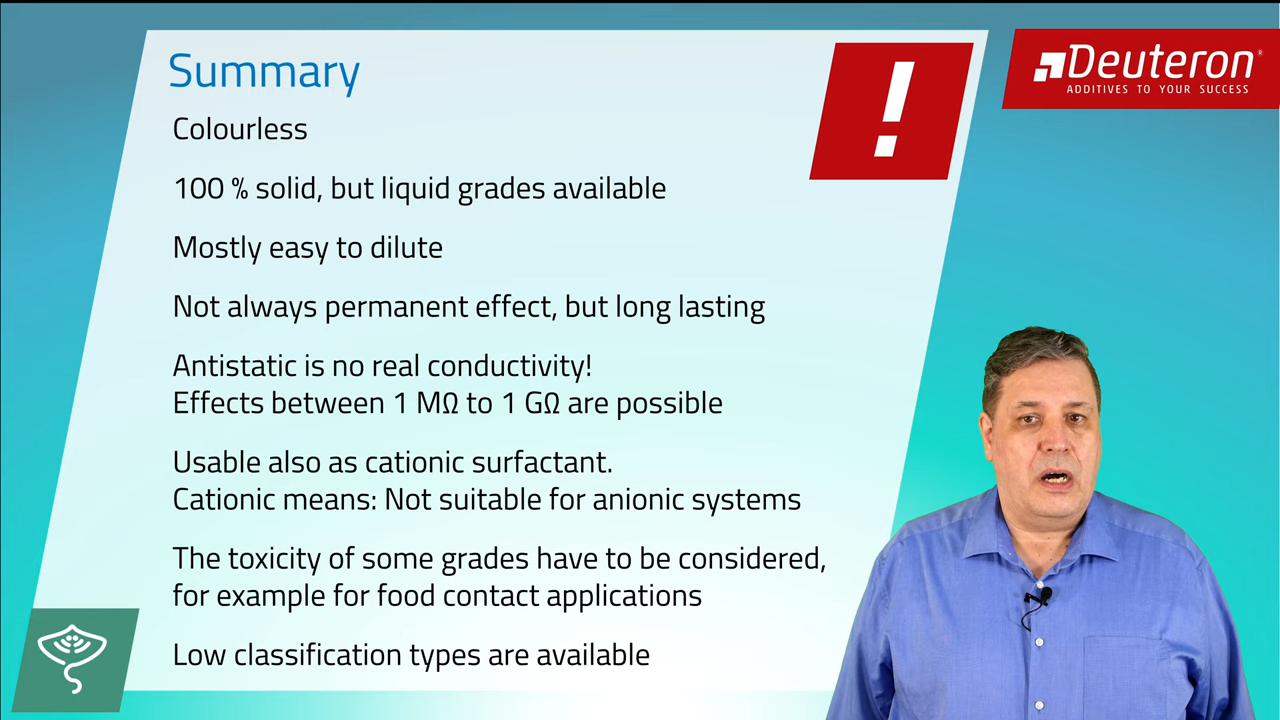 Summary
Colourless
100 % solid, but liquid grades available
Mostly easy to dilute
Not always permanent effect, but long lasting
Antistatic is no real conductivity!
Effects between 1 MΩ to 1 GΩ are possible
Usable also as cationic surfactant.
Cationic means: Not suitable for anionic systems
The toxicity of some grades have to be considered,
for example for food contact applications
Low classification types are available
!
Deuteron®
ADDITIVES TO YOUR SUCCESS